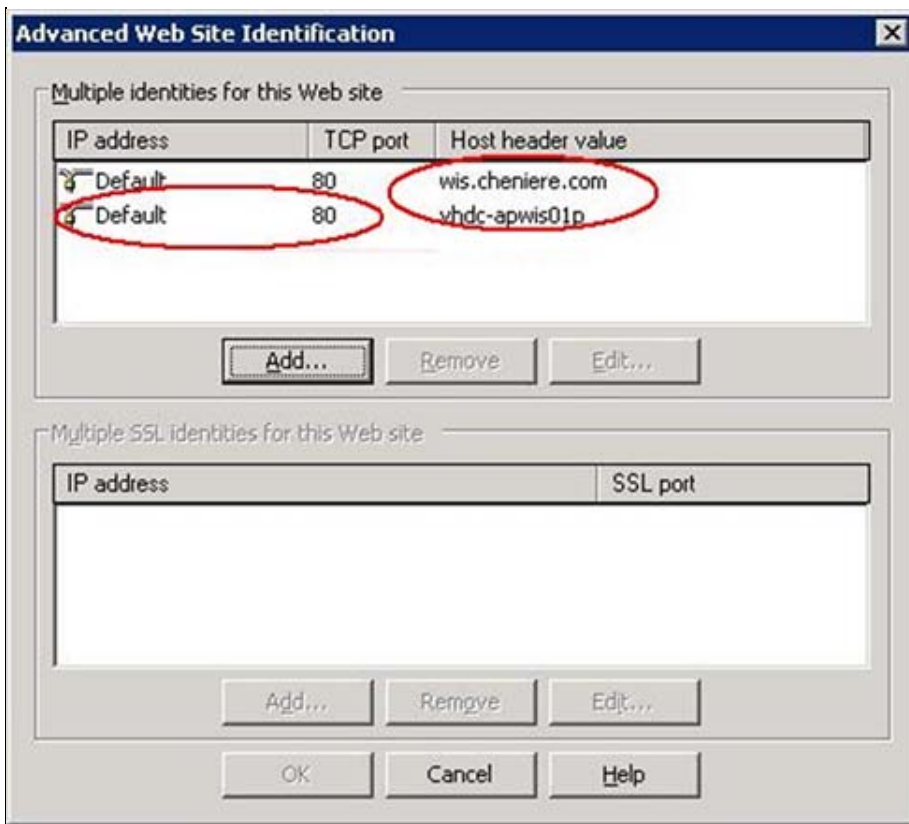 Advanced Web Site Identification
Multiple identities for this Web site
IP address TCP port Host header value
Default 80 wis.cheniere.com
Default 80 vhdc-apwis01p
Add... Remove Edit...
Multiple SSL identities for this Web site
IP address SSL port
Add... Remove Edit...
OK Cancel Help